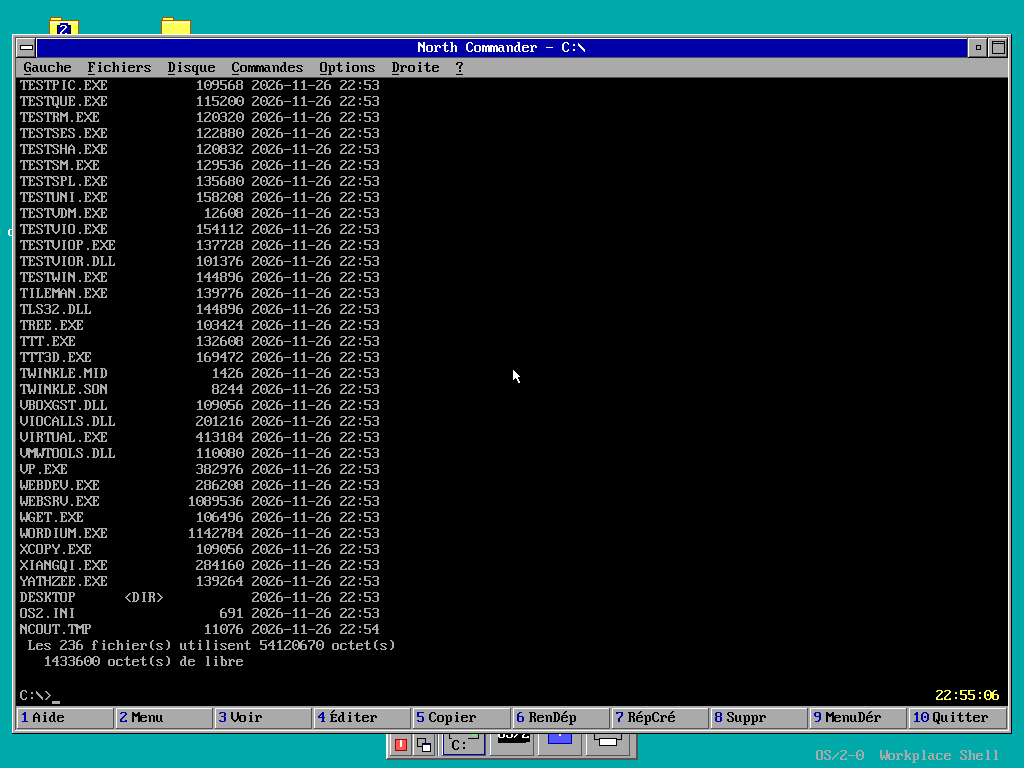 North Commander - C:\
Gauche Fichiers Disque Commandes Options Droite ?
TESTPIC.EXE 109568 2026-11-26 22:53
TESTQUE.EXE 115200 2026-11-26 22:53
TESTRM.EXE 120320 2026-11-26 22:53
TESTSES.EXE 122880 2026-11-26 22:53
TESTSHA.EXE 120832 2026-11-26 22:53
TESTSM.EXE 129536 2026-11-26 22:53
TESTSPL.EXE 135680 2026-11-26 22:53
TESTUNI.EXE 158208 2026-11-26 22:53
TESTVDM.EXE 12608 2026-11-26 22:53
TESTVIO.EXE 154112 2026-11-26 22:53
TESTVIOP.EXE 137728 2026-11-26 22:53
TESTVIOR.DLL 101376 2026-11-26 22:53
TESTWIN.EXE 144896 2026-11-26 22:53
TILEMAN.EXE 139776 2026-11-26 22:53
TLS32.DLL 144896 2026-11-26 22:53
TREE.EXE 103424 2026-11-26 22:53
TTT.EXE 132608 2026-11-26 22:53
TTT3D.EXE 169472 2026-11-26 22:53
TWINKLE.MID 1426 2026-11-26 22:53
TWINKLE.SON 8244 2026-11-26 22:53
VBOXGST.DLL 109056 2026-11-26 22:53
VIOCALLS.DLL 201216 2026-11-26 22:53
VIRTUAL.EXE 413184 2026-11-26 22:53
VMWTOOLS.DLL 110080 2026-11-26 22:53
VP.EXE 382976 2026-11-26 22:53
WEBDEV.EXE 286208 2026-11-26 22:53
WEBSRV.EXE 1089536 2026-11-26 22:53
WGET.EXE 106496 2026-11-26 22:53
WORDIUM.EXE 1142784 2026-11-26 22:53
XCOPY.EXE 109056 2026-11-26 22:53
XIANGQI.EXE 284160 2026-11-26 22:53
YATHZEE.EXE 139264 2026-11-26 22:53
DESKTOP <DIR> 2026-11-26 22:53
OS2.INI 691 2026-11-26 22:53
NCOUT.TMP 11076 2026-11-26 22:54
Les 236 fichier(s) utilisent 54120670 octet(s)
1433600 octet(s) de libre
C:\>_ 22:55:06
1 Aide 2 Menu 3 Voir 4 Éditer 5 Copier 6 RenDép 7 RépCré 8 Suppr 9 MenuDér 10 Quitter
C: OS/2
OS/2-0 Workplace Shell